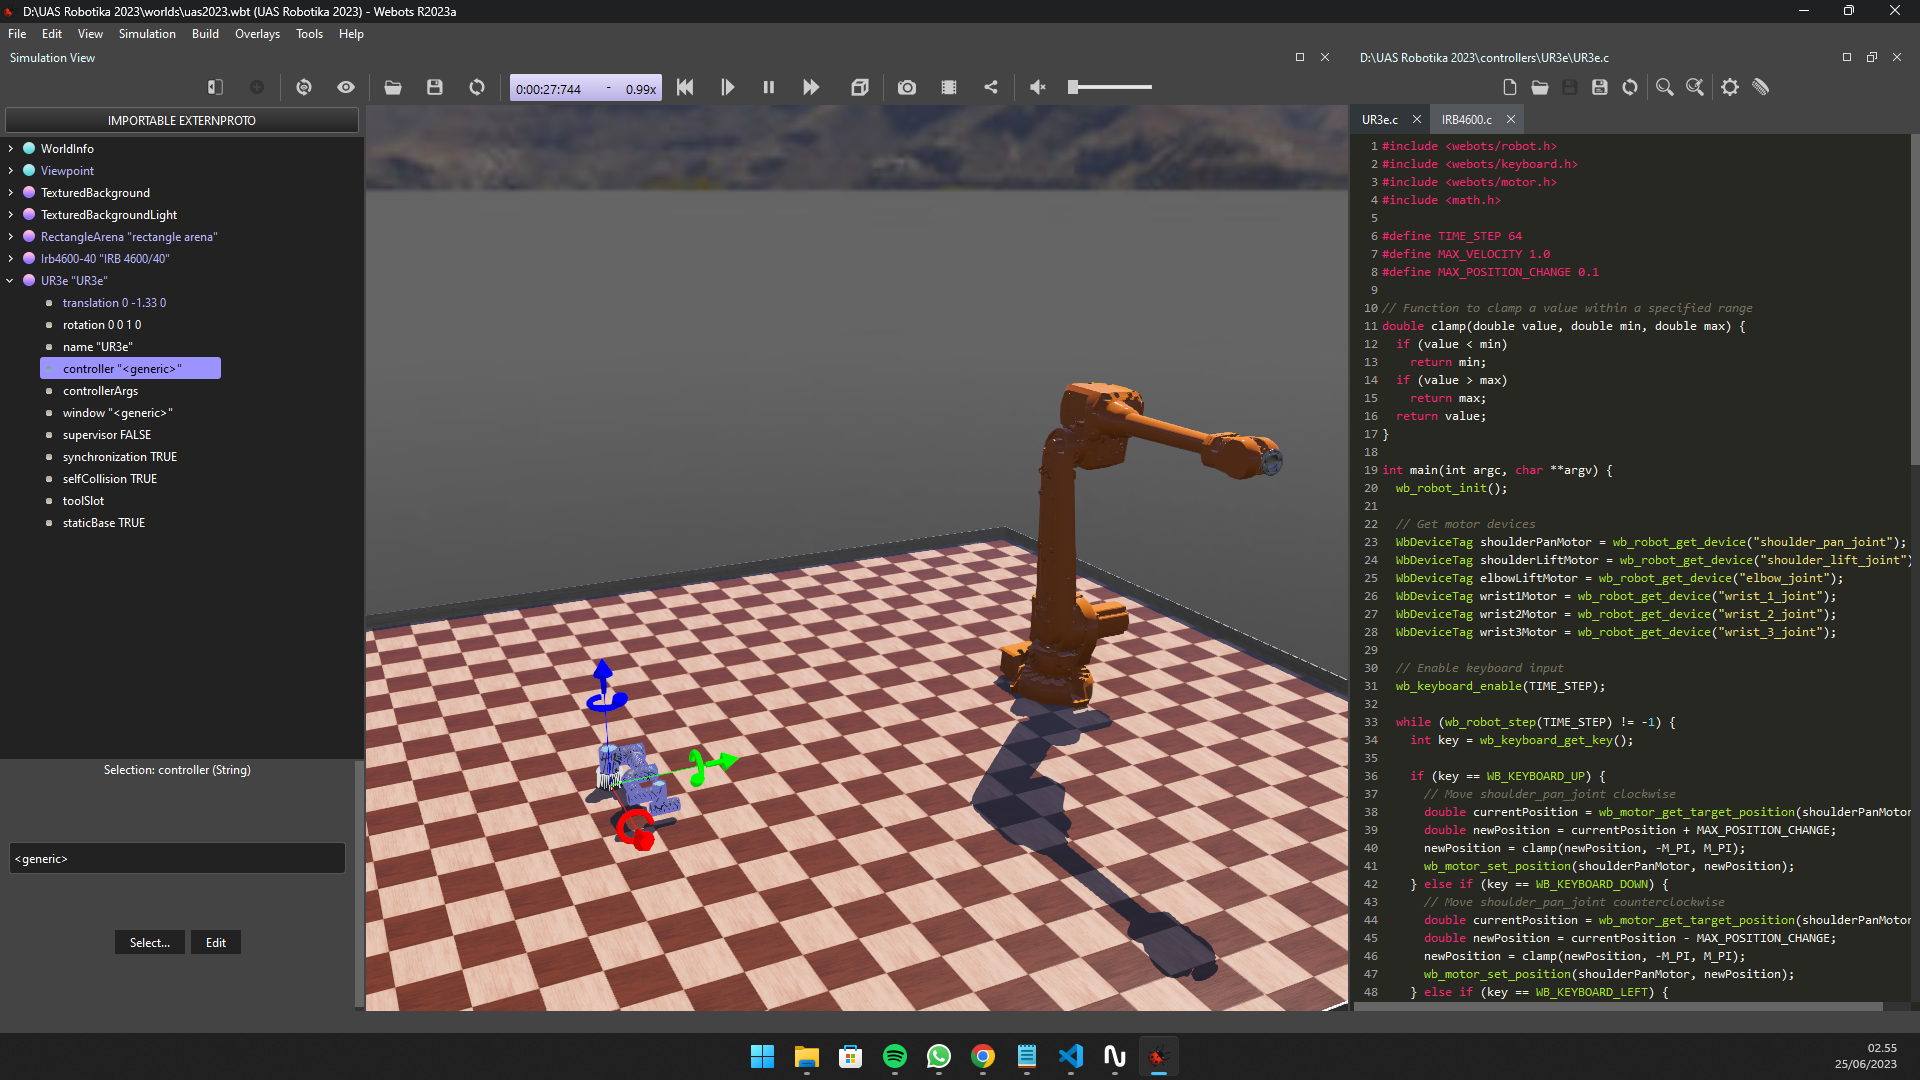 D:\UAS Robotika 2023\worlds\uas2023.wbt (UAS Robotika 2023) - Webots R2023a
File Edit View Simulation Build Overlays Tools Help
Simulation View
D:\UAS Robotika 2023\controllers\UR3e\UR3e.c
0:00:27:744 - 0.99x
IMPORTABLE EXTERNPROTO
WorldInfo
Viewpoint
TexturedBackground
TexturedBackgroundLight
RectangleArena "rectangle arena"
Irb4600-40 "IRB 4600/40"
UR3e "UR3e"
translation 0 -1.33 0
rotation 0 0 1 0
name "UR3e"
controller "<generic>"
controllerArgs
window "<generic>"
supervisor FALSE
synchronization TRUE
selfCollision TRUE
toolSlot
staticBase TRUE
Selection: controller (String)
<generic>
Select... Edit
UR3e.c IRB4600.c
1 #include <webots/robot.h>
2 #include <webots/keyboard.h>
3 #include <webots/motor.h>
4 #include <math.h>
5
6 #define TIME_STEP 64
7 #define MAX_VELOCITY 1.0
8 #define MAX_POSITION_CHANGE 0.1
9
10 // Function to clamp a value within a specified range
11 double clamp(double value, double min, double max) {
12 if (value < min)
13 return min;
14 if (value > max)
15 return max;
16 return value;
17 }
18
19 int main(int argc, char **argv) {
20 wb_robot_init();
21
22 // Get motor devices
23 WbDeviceTag shoulderPanMotor = wb_robot_get_device("shoulder_pan_joint");
24 WbDeviceTag shoulderLiftMotor = wb_robot_get_device("shoulder_lift_joint")
25 WbDeviceTag elbowLiftMotor = wb_robot_get_device("elbow_joint");
26 WbDeviceTag wrist1Motor = wb_robot_get_device("wrist_1_joint");
27 WbDeviceTag wrist2Motor = wb_robot_get_device("wrist_2_joint");
28 WbDeviceTag wrist3Motor = wb_robot_get_device("wrist_3_joint");
29
30 // Enable keyboard input
31 wb_keyboard_enable(TIME_STEP);
32
33 while (wb_robot_step(TIME_STEP) != -1) {
34 int key = wb_keyboard_get_key();
35
36 if (key == WB_KEYBOARD_UP) {
37 // Move shoulder_pan_joint clockwise
38 double currentPosition = wb_motor_get_target_position(shoulderPanMotor
39 double newPosition = currentPosition + MAX_POSITION_CHANGE;
40 newPosition = clamp(newPosition, -M_PI, M_PI);
41 wb_motor_set_position(shoulderPanMotor, newPosition);
42 } else if (key == WB_KEYBOARD_DOWN) {
43 // Move shoulder_pan_joint counterclockwise
44 double currentPosition = wb_motor_get_target_position(shoulderPanMotor
45 double newPosition = currentPosition - MAX_POSITION_CHANGE;
46 newPosition = clamp(newPosition, -M_PI, M_PI);
47 wb_motor_set_position(shoulderPanMotor, newPosition);
48 } else if (key == WB_KEYBOARD_LEFT) {
02.55
25/06/2023